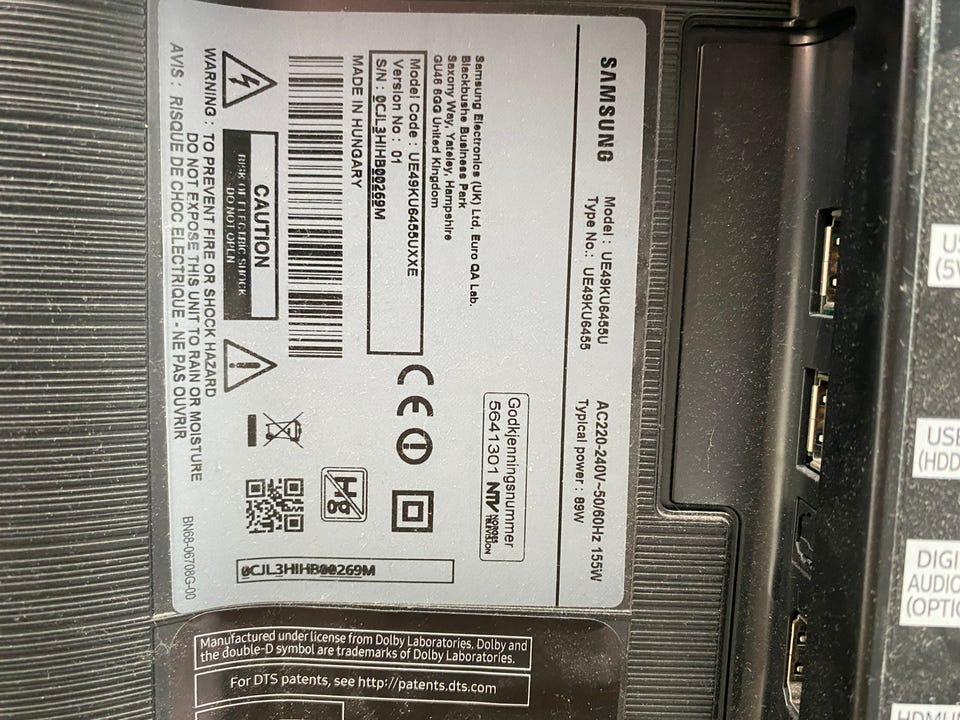 SAMSUNG
Model : UE49KU6455U
Type No.: UE49KU6455
AC220-240V~50/60Hz 155W
Typical power : 89W
Samsung Electronics (UK) Ltd, Euro QA Lab.
Blackbushe Business Park
Saxony Way, Yateley, Hampshire
GU46 6GG United Kingdom
Godkjenningsnummer
5641301 NTV NORGES TELEVISJON
Model Code : UE49KU6455UXXE
Version No : 01
S/N : 0CJL3HIHB00269M
MADE IN HUNGARY
CAUTION
RISK OF ELECTRIC SHOCK
DO NOT OPEN
WARNING : TO PREVENT FIRE OR SHOCK HAZARD
DO NOT EXPOSE THIS UNIT TO RAIN OR MOISTURE
AVIS : RISQUE DE CHOC ELECTRIQUE - NE PAS OUVRIR
0CJL3HIHB00269M
BN68-06708G-00
Manufactured under license from Dolby Laboratories. Dolby and
the double-D symbol are trademarks of Dolby Laboratories.
For DTS patents, see http://patents.dts.com
US
(5V
USB
(HDD
DIGI
AUDIO
(OPTIC